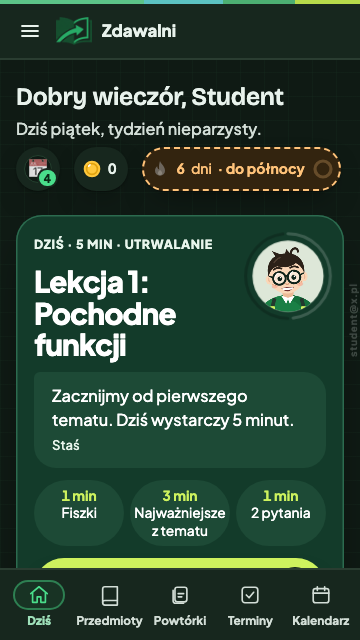 Zdawalni
Dobry wieczór, Student
Dziś piątek, tydzień nieparzysty.
4
0
6 dni · do północy
DZIŚ · 5 MIN · UTRWALANIE
Lekcja 1:
Pochodne
funkcji
Zacznijmy od pierwszego
tematu. Dziś wystarczy 5 minut.
Staś
1 min
Fiszki
3 min
Najważniejsze
z tematu
1 min
2 pytania
student@x.pl
Dziś
Przedmioty
Powtórki
Terminy
Kalendarz